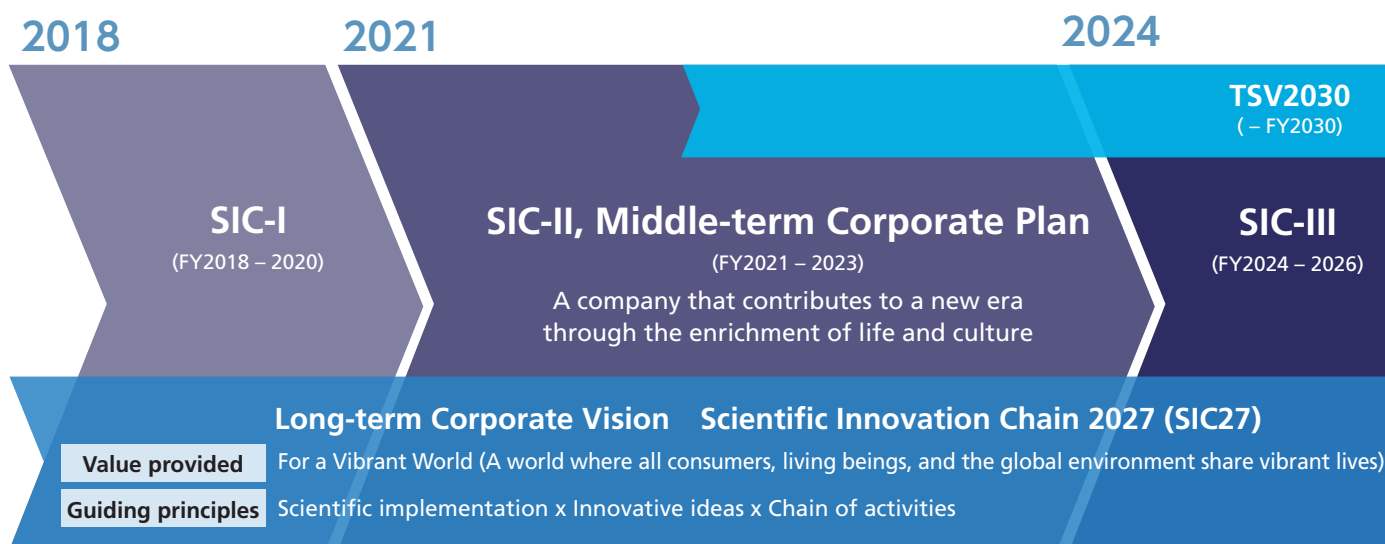 2018
2021
2024
TSV2030
( – FY2030)
SIC-I
(FY2018 – 2020)
SIC-II, Middle-term Corporate Plan
(FY2021 – 2023)
A company that contributes to a new era
through the enrichment of life and culture
SIC-III
(FY2024 – 2026)
Long-term Corporate Vision Scientific Innovation Chain 2027 (SIC27)
Value provided For a Vibrant World (A world where all consumers, living beings, and the global environment share vibrant lives)
Guiding principles Scientific implementation x Innovative ideas x Chain of activities